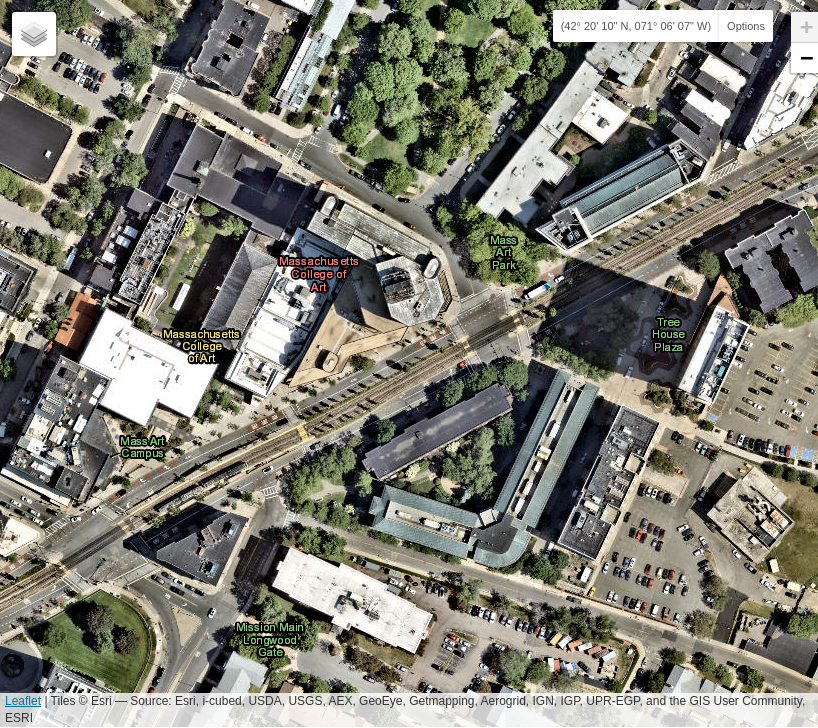 (42° 20' 10" N, 071° 06' 07" W)
Options
+
−
Mass
Art
Park
Massachusetts
College of
Art
Tree
House
Plaza
Massachusetts
College
of Art
Mass Art
Campus
Mission Main
Longwood
Gate
Leaflet | Tiles © Esri — Source: Esri, i-cubed, USDA, USGS, AEX, GeoEye, Getmapping, Aerogrid, IGN, IGP, UPR-EGP, and the GIS User Community,
ESRI